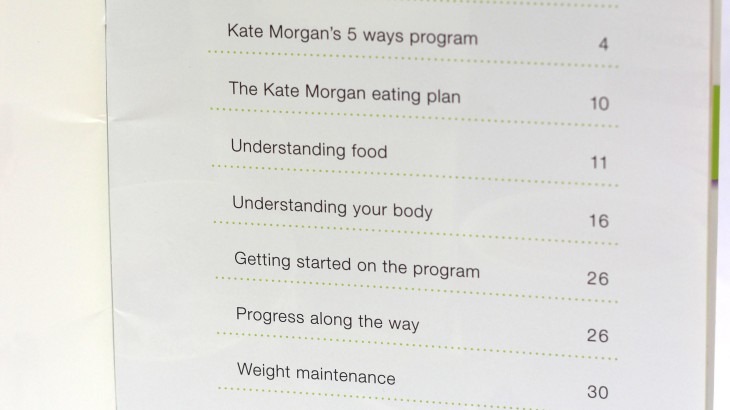 Kate Morgan's 5 ways program 4
The Kate Morgan eating plan 10
Understanding food 11
Understanding your body 16
Getting started on the program 26
Progress along the way 26
Weight maintenance 30